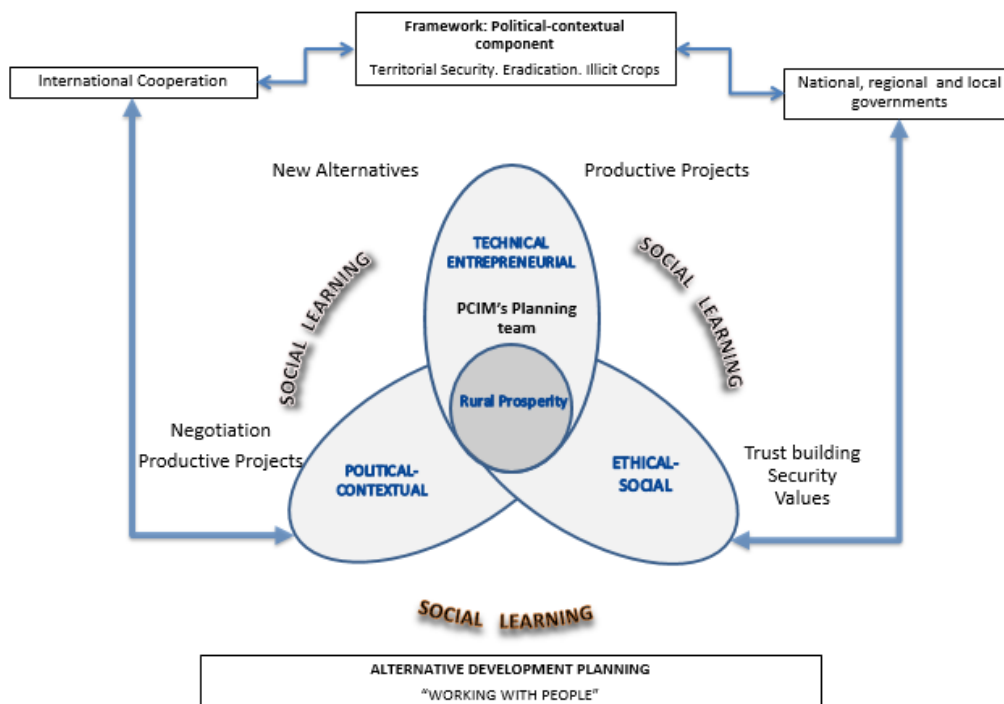 Framework: Political-contextual
component
Territorial Security. Eradication. Illicit Crops
International Cooperation
National, regional and local
governments
New Alternatives
Productive Projects
TECHNICAL
ENTREPRENEURIAL
SOCIAL LEARNING
SOCIAL LEARNING
PCIM's Planning
team
Rural Prosperity
Negotiation
Productive Projects
POLITICAL-
CONTEXTUAL
ETHICAL-
SOCIAL
Trust building
Security
Values
SOCIAL LEARNING
ALTERNATIVE DEVELOPMENT PLANNING
“WORKING WITH PEOPLE”